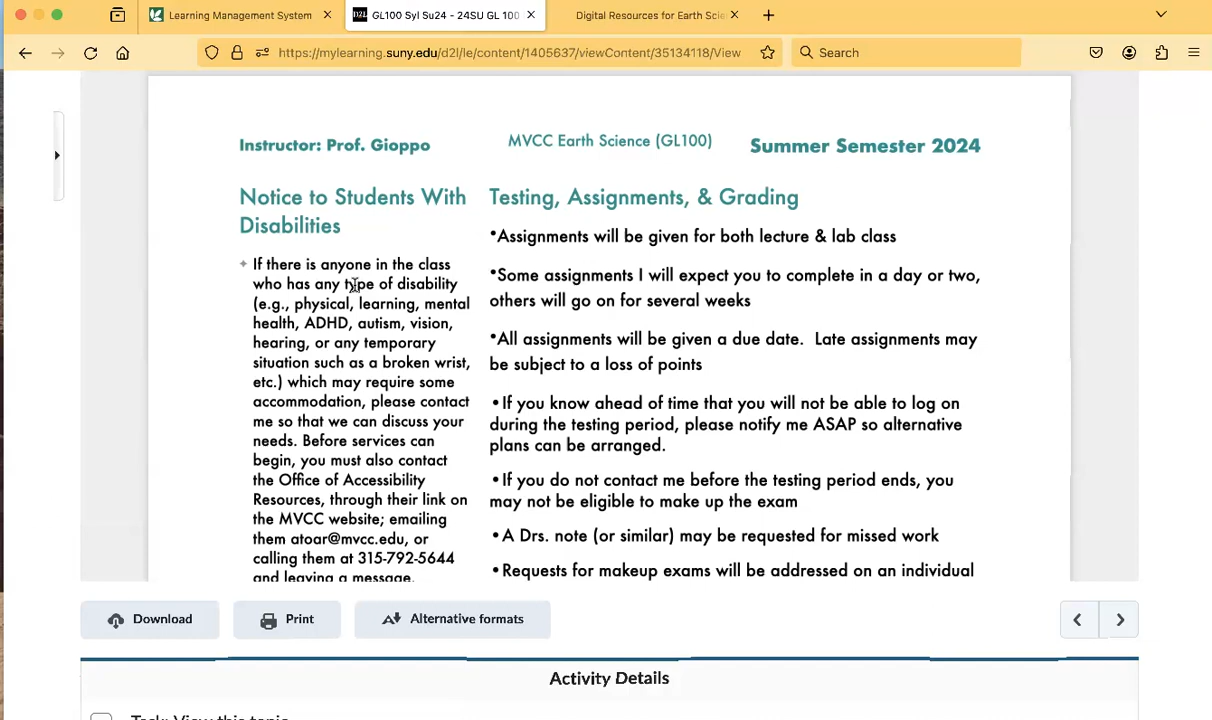 Learning Management System
GL100 Syl Su24 - 24SU GL 100
Digital Resources for Earth Scie
https://mylearning.suny.edu/d2l/le/content/1405637/viewContent/35134118/View
Search
Instructor: Prof. Gioppo
MVCC Earth Science (GL100)
Summer Semester 2024
Notice to Students With
Disabilities
If there is anyone in the class
who has any type of disability
(e.g., physical, learning, mental
health, ADHD, autism, vision,
hearing, or any temporary
situation such as a broken wrist,
etc.) which may require some
accommodation, please contact
me so that we can discuss your
needs. Before services can
begin, you must also contact
the Office of Accessibility
Resources, through their link on
the MVCC website; emailing
them atoar@mvcc.edu, or
calling them at 315-792-5644
and leaving a message.
Testing, Assignments, & Grading
•Assignments will be given for both lecture & lab class
•Some assignments I will expect you to complete in a day or two,
others will go on for several weeks
•All assignments will be given a due date. Late assignments may
be subject to a loss of points
•If you know ahead of time that you will not be able to log on
during the testing period, please notify me ASAP so alternative
plans can be arranged.
•If you do not contact me before the testing period ends, you
may not be eligible to make up the exam
•A Drs. note (or similar) may be requested for missed work
•Requests for makeup exams will be addressed on an individual
Download
Print
Alternative formats
Activity Details
Task: View this topic